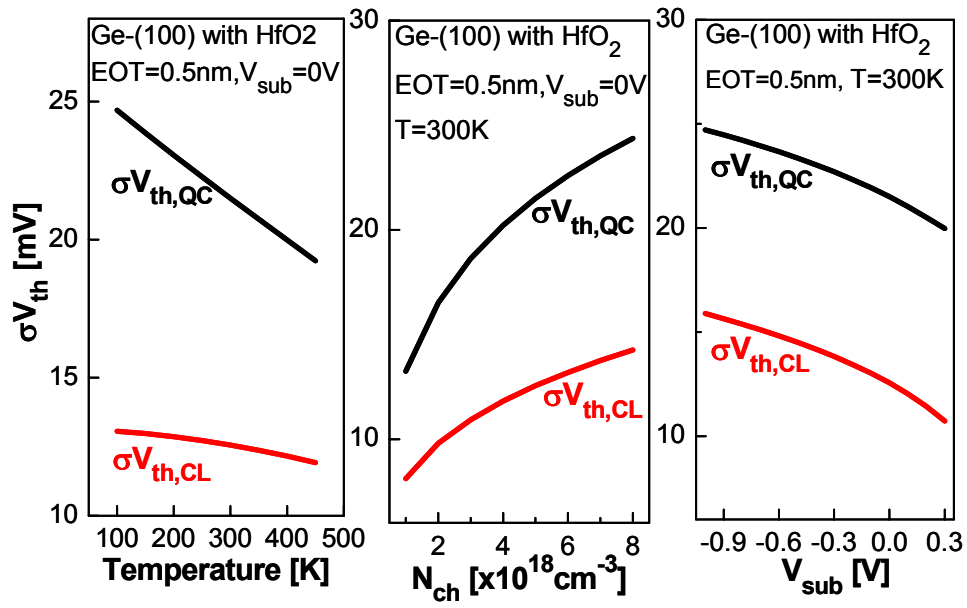 Ge-(100) with HfO2
EOT=0.5nm,Vsub=0V
σVth,QC
σVth,CL
σVth [mV]
25
20
15
10
100 200 300 400 500
Temperature [K]
Ge-(100) with HfO2
EOT=0.5nm,Vsub=0V
T=300K
σVth,QC
σVth,CL
30
20
10
2 4 6 8
Nch [x10^18cm^-3]
Ge-(100) with HfO2
EOT=0.5nm, T=300K
σVth,QC
σVth,CL
30
20
10
-0.9 -0.6 -0.3 0.0 0.3
Vsub [V]